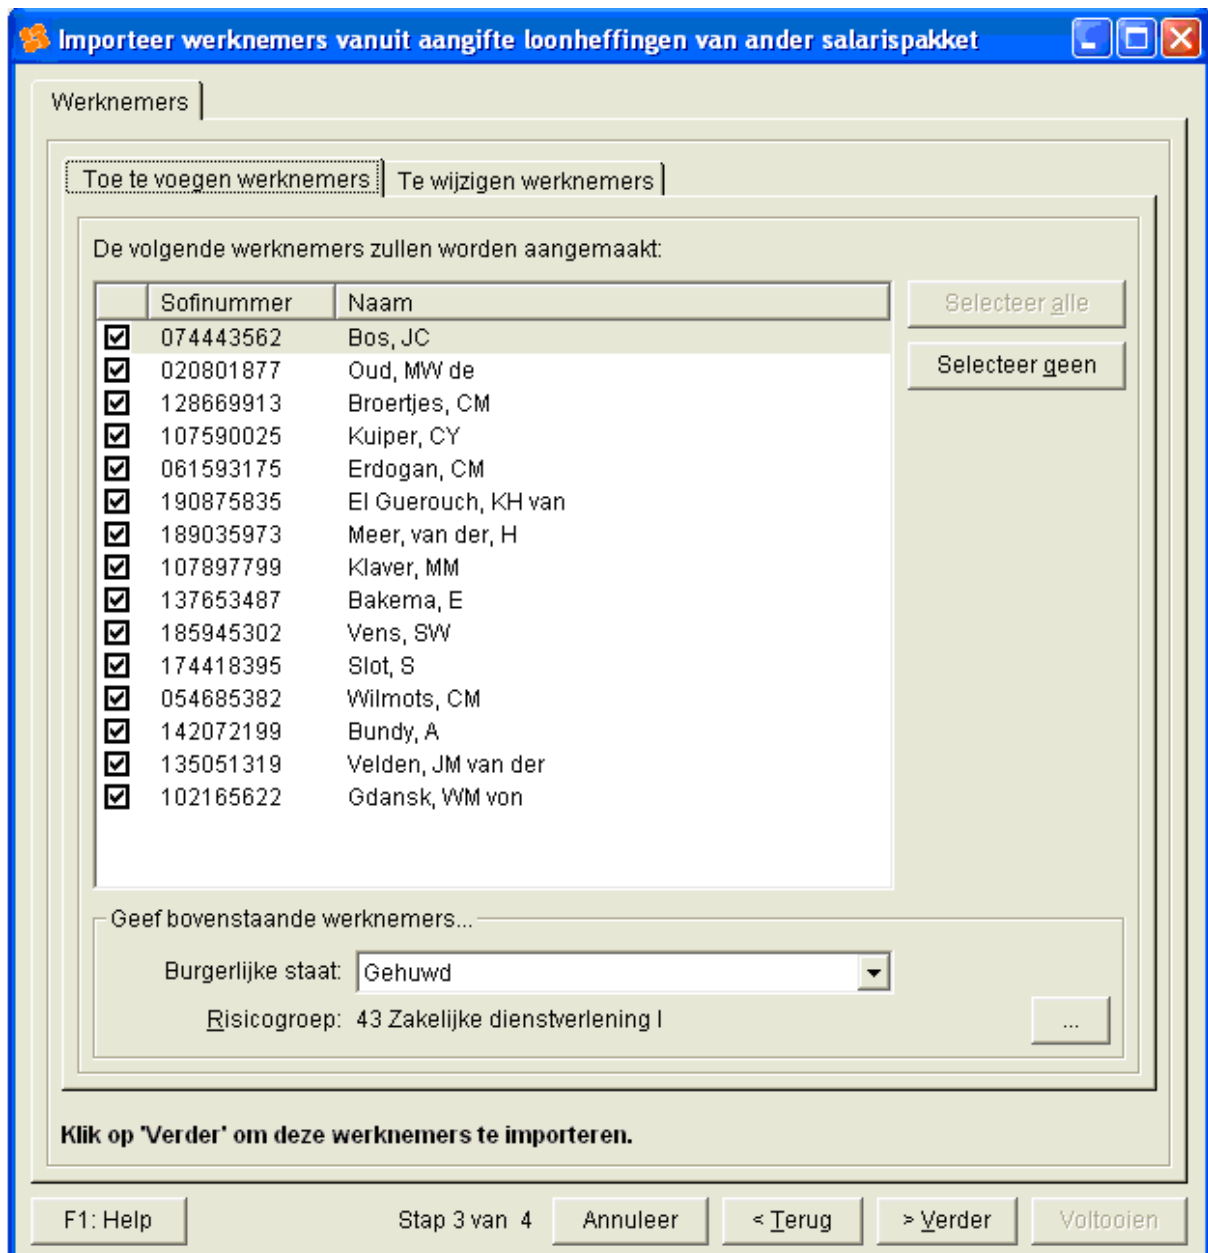 Importeer werknemers vanuit aangifte loonheffingen van ander salarispakket
Werknemers
Toe te voegen werknemers Te wijzigen werknemers
De volgende werknemers zullen worden aangemaakt:
Sofinummer Naam Selecteer alle
074443562 Bos, JC
020801877 Oud, MW de Selecteer geen
128669913 Broertjes, CM
107590025 Kuiper, CY
061593175 Erdogan, CM
190875835 El Guerouch, KH van
189035973 Meer, van der, H
107897799 Klaver, MM
137653487 Bakema, E
185945302 Vens, SW
174418395 Slot, S
054685382 Wilmots, CM
142072199 Bundy, A
135051319 Velden, JM van der
102165622 Gdansk, WM von
Geef bovenstaande werknemers...
Burgerlijke staat: Gehuwd
Risicogroep: 43 Zakelijke dienstverlening I ...
Klik op 'Verder' om deze werknemers te importeren.
F1: Help Stap 3 van 4 Annuleer < Terug > Verder Voltooien